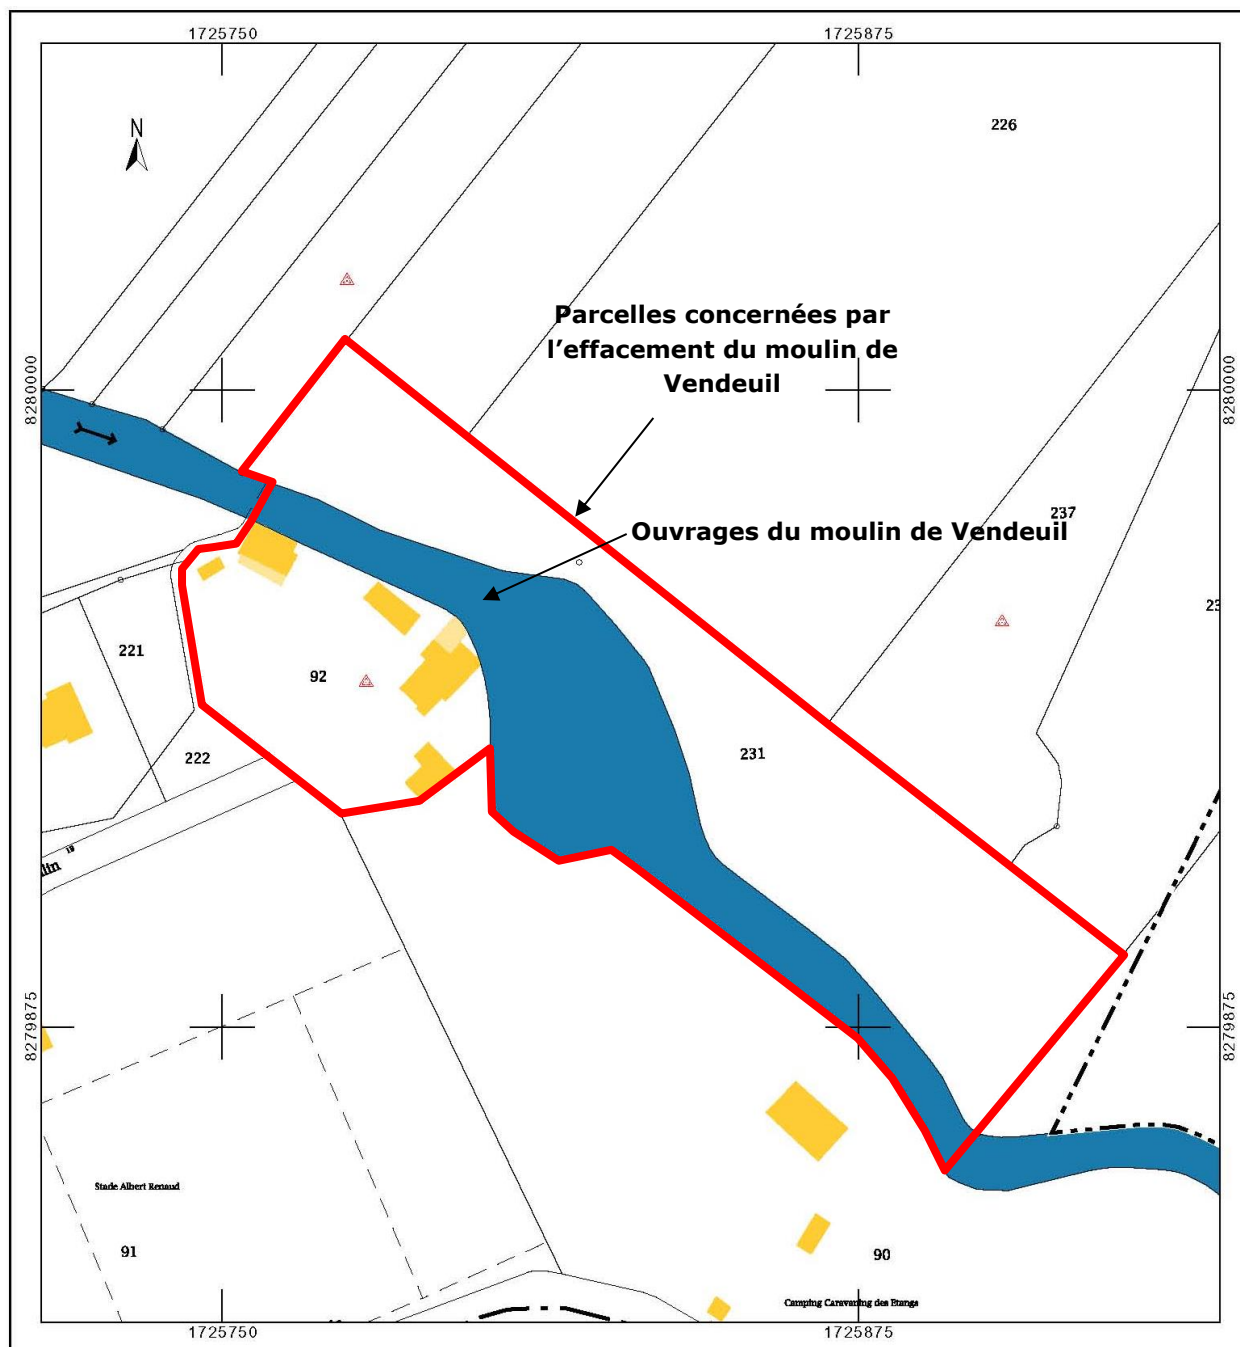 1725750
1725875
N
226
8280000
8280000
Parcelles concernées par
l'effacement du moulin de
Vendeuil
237
Ouvrages du moulin de Vendeuil
221
92
222
231
8279875
8279875
Stade Albert Renaud
91
90
Camping Caravaning des Etangs
1725750
1725875